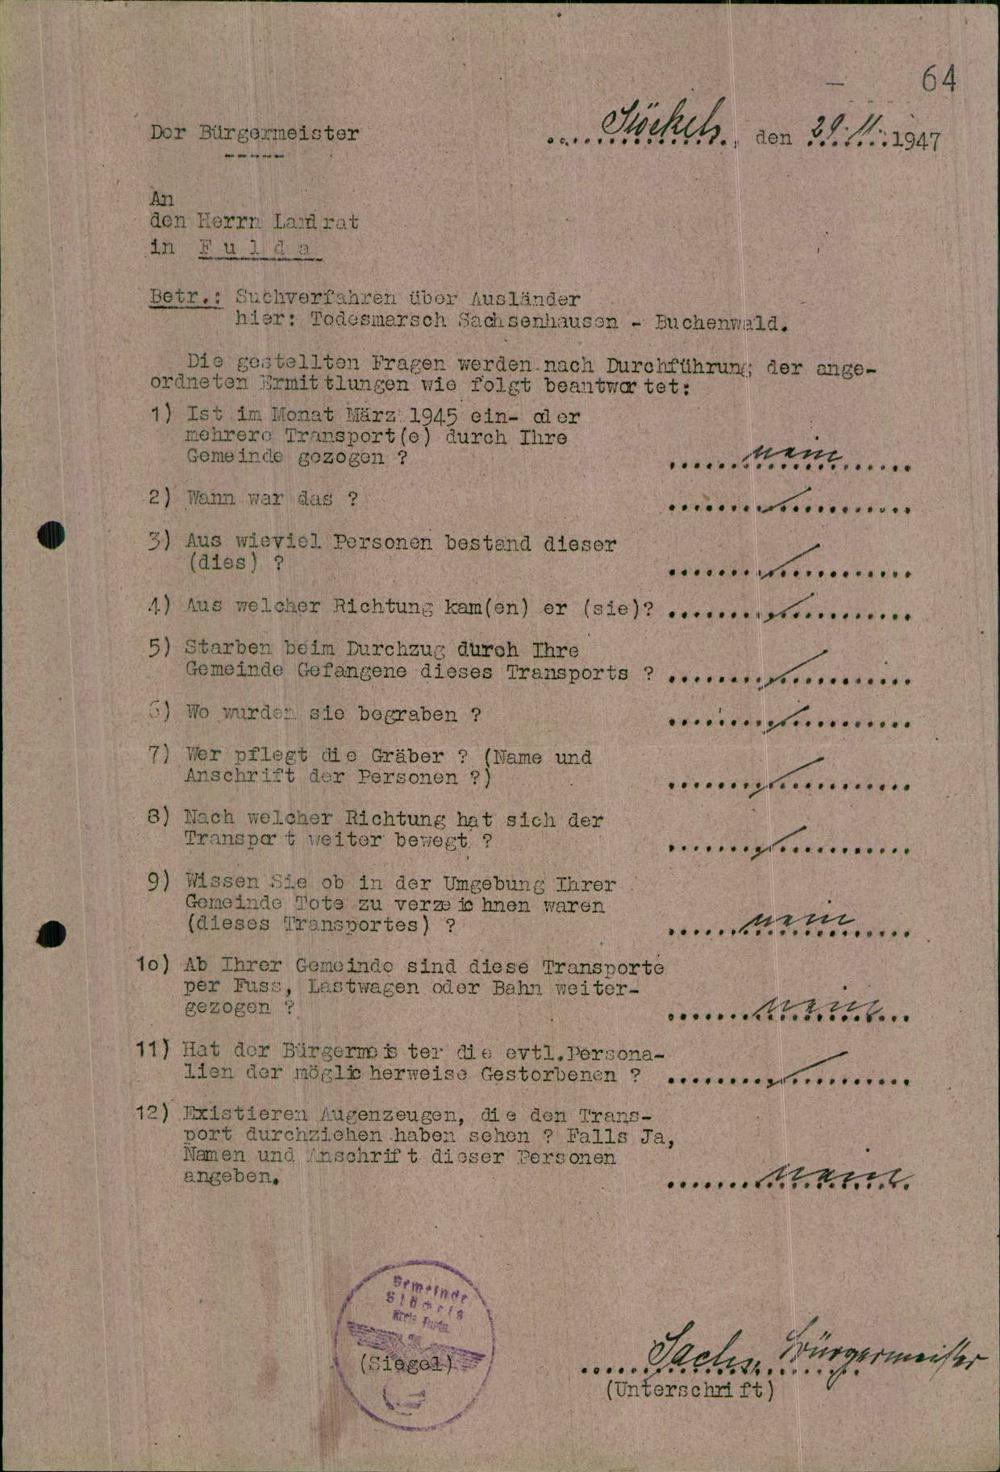 64
Der Bürgermeister
Stöckels, den 29.11.1947
An
den Herrn Landrat
in Fulda
Betr.: Suchverfahren über Ausländer
hier: Todesmarsch Sachsenhausen - Buchenwald.
Die gestellten Fragen werden nach Durchführung der ange-
ordneten Ermittlungen wie folgt beantwortet:
1) Ist im Monat März 1945 ein- oder
mehrere Transport(e) durch Ihre
Gemeinde gezogen ? nein
2) Wann war das ? /
3) Aus wieviel Personen bestand dieser
(dies) ? /
4) Aus welcher Richtung kam(en) er (sie)? /
5) Starben beim Durchzug durch Ihre
Gemeinde Gefangene dieses Transports ? /
6) Wo wurden sie begraben ? /
7) Wer pflegt die Gräber ? (Name und
Anschrift der Personen ?) /
8) Nach welcher Richtung hat sich der
Transport weiter bewegt ? /
9) Wissen Sie ob in der Umgebung Ihrer
Gemeinde Tote zu verzeichnen waren
(dieses Transportes) ? nein
10) Ab Ihrer Gemeinde sind diese Transporte
per Fuss, Lastwagen oder Bahn weiter-
gezogen ? nein
11) Hat der Bürgermeister die evtl.Persona-
lien der möglicherweise Gestorbenen ? /
12) Existieren Augenzeugen, die den Trans-
port durchziehen haben sehen ? Falls Ja,
Namen und Anschrift dieser Personen
angeben. nein
Gemeinde
Stöckels
Kreis Fulda
(Siegel)
Sachs, Bürgermeister
(Unterschrift)